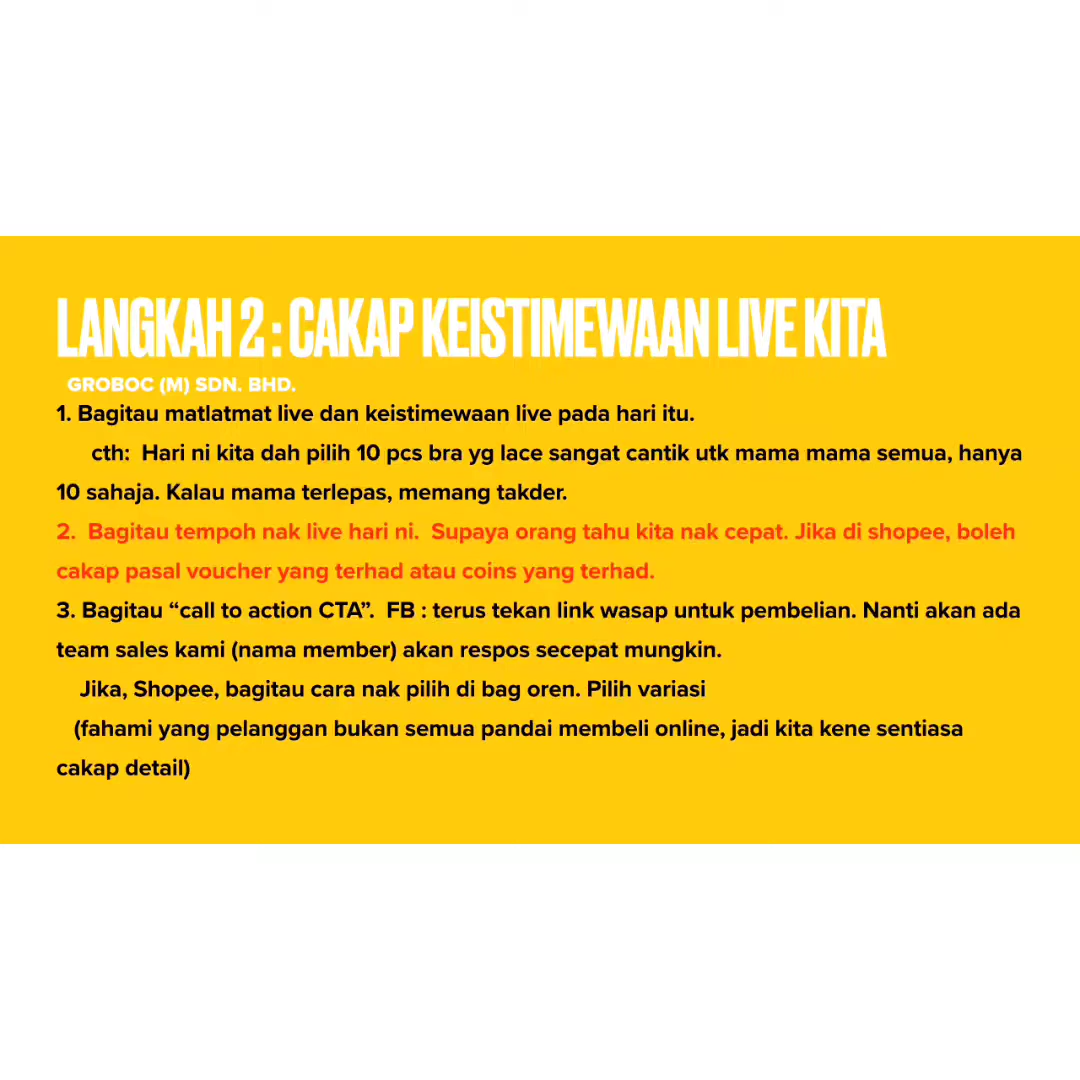 LANGKAH 2 : CAKAP KEISTIMEWAAN LIVE KITA
GROBOC (M) SDN. BHD.
1. Bagitau matlatmat live dan keistimewaan live pada hari itu.
cth: Hari ni kita dah pilih 10 pcs bra yg lace sangat cantik utk mama mama semua, hanya
10 sahaja. Kalau mama terlepas, memang takder.
2. Bagitau tempoh nak live hari ni. Supaya orang tahu kita nak cepat. Jika di shopee, boleh
cakap pasal voucher yang terhad atau coins yang terhad.
3. Bagitau “call to action CTA”. FB : terus tekan link wasap untuk pembelian. Nanti akan ada
team sales kami (nama member) akan respos secepat mungkin.
Jika, Shopee, bagitau cara nak pilih di bag oren. Pilih variasi
(fahami yang pelanggan bukan semua pandai membeli online, jadi kita kene sentiasa
cakap detail)